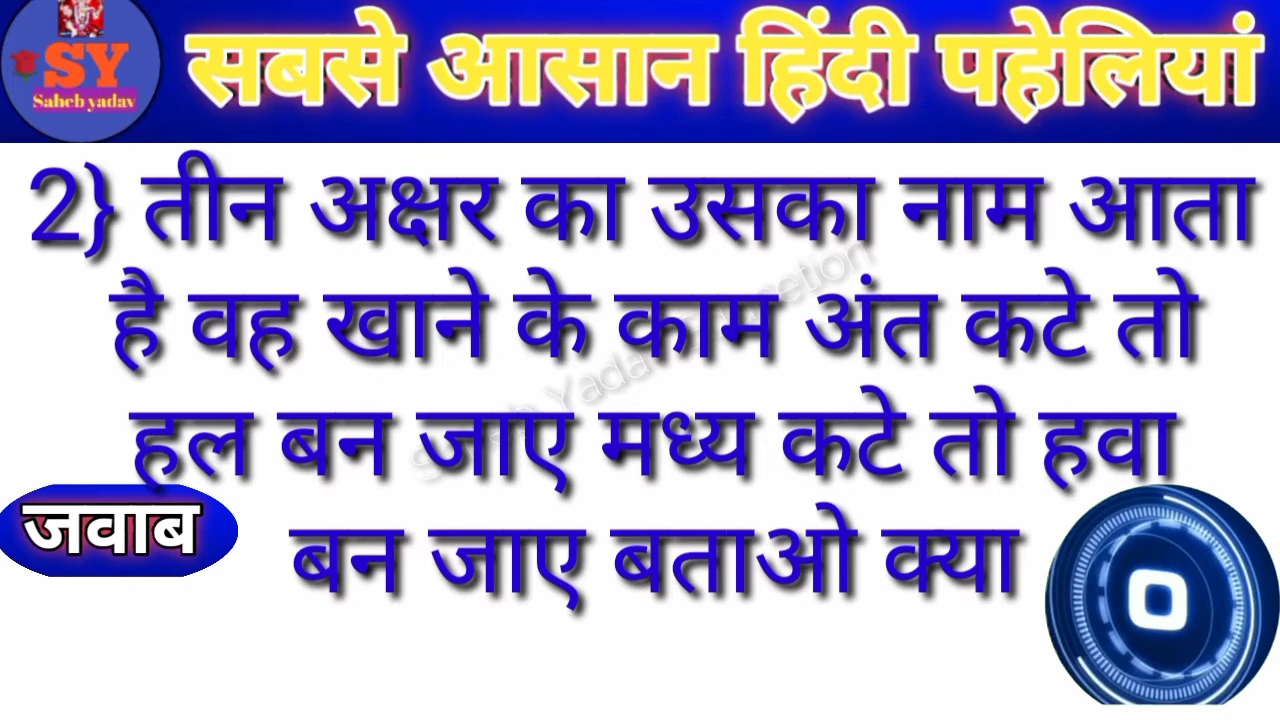 SY
Saheb yadav
सबसे आसान हिंदी पहेलियां
2} तीन अक्षर का उसका नाम आता
है वह खाने के काम अंत कटे तो
हल बन जाए मध्य कटे तो हवा
बन जाए बताओ क्या
जवाब
0